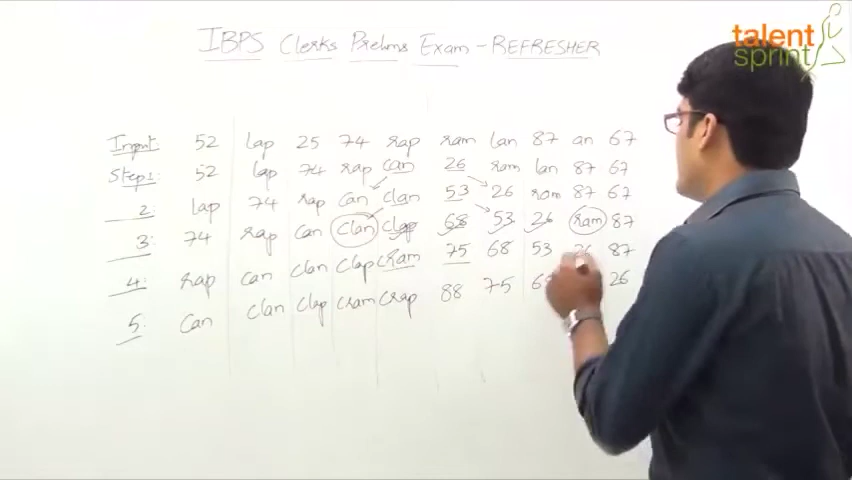 IBPS Clerks Prelims Exam - REFRESHER
talent
sprint
Input: 52 lap 25 74 rap ram lan 87 an 67
Step 1: 52 lap 74 rap can 26 ram lan 87 67
2: lap 74 rap can clan 53 26 ram 87 67
3: 74 rap can clan clap 68 53 26 ram 87
4: rap can clan clap cram 75 68 53 26 87
5: can clan clap cram crap 88 75 26